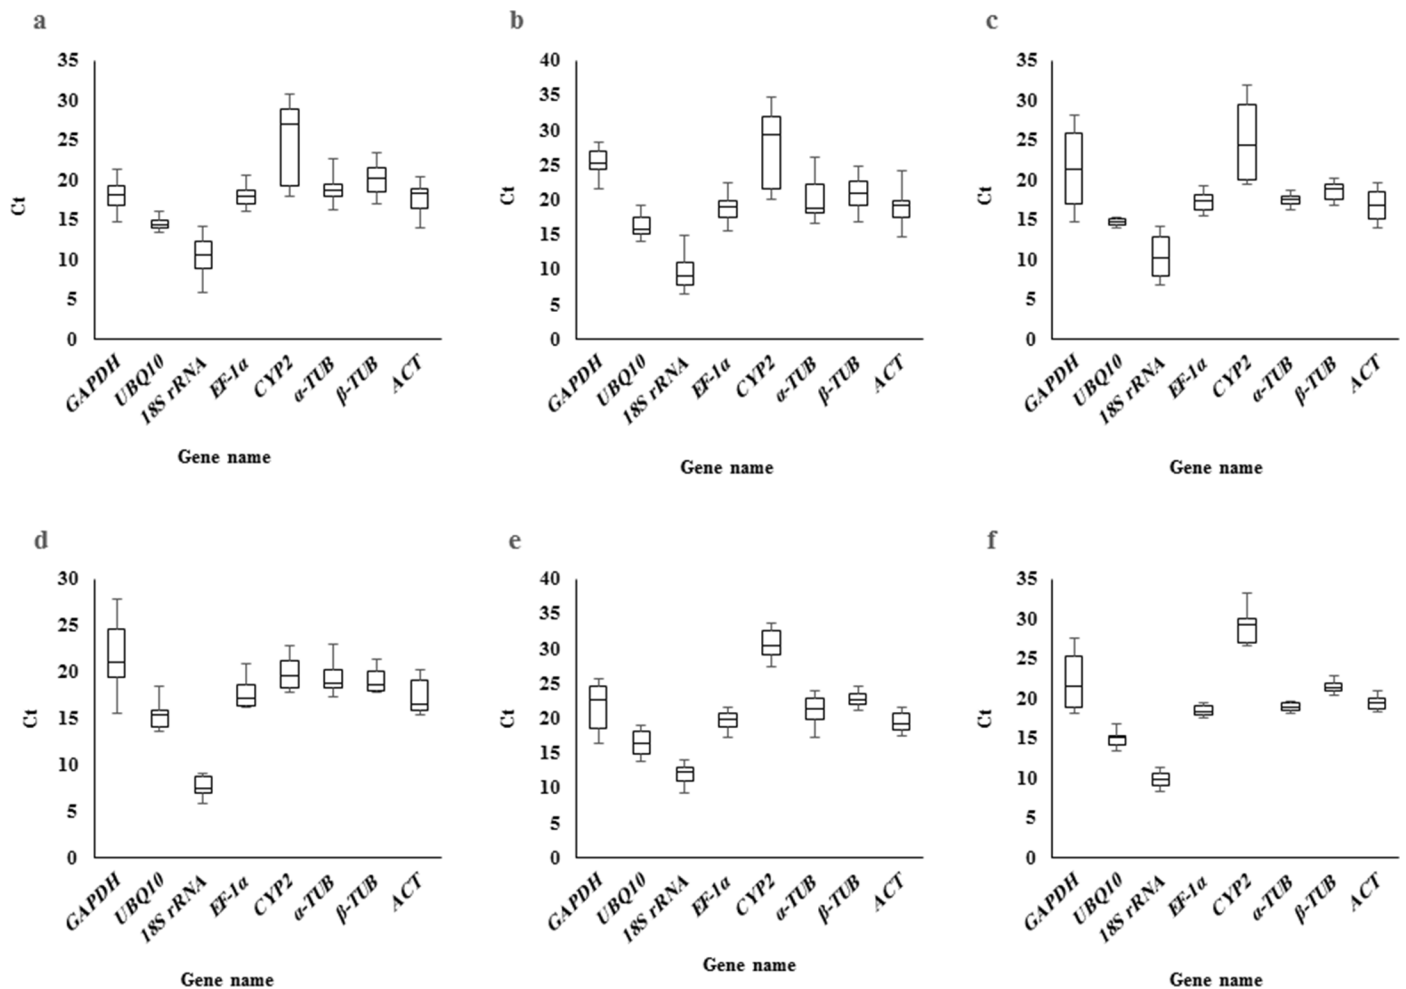 a
35
30
25
20
15
10
5
0
Ct
GAPDH
UBQ10
18S rRNA
EF-1α
CYP2
α-TUB
β-TUB
ACT
Gene name
b
40
35
30
25
20
15
10
5
0
Ct
GAPDH
UBQ10
18S rRNA
EF-1α
CYP2
α-TUB
β-TUB
ACT
Gene name
c
35
30
25
20
15
10
5
0
Ct
GAPDH
UBQ10
18S rRNA
EF-1α
CYP2
α-TUB
β-TUB
ACT
Gene name
d
30
25
20
15
10
5
0
Ct
GAPDH
UBQ10
18S rRNA
EF-1α
CYP2
α-TUB
β-TUB
ACT
Gene name
e
40
35
30
25
20
15
10
5
0
Ct
GAPDH
UBQ10
18S rRNA
EF-1α
CYP2
α-TUB
β-TUB
ACT
Gene name
f
35
30
25
20
15
10
5
0
Ct
GAPDH
UBQ10
18S rRNA
EF-1α
CYP2
α-TUB
β-TUB
ACT
Gene name